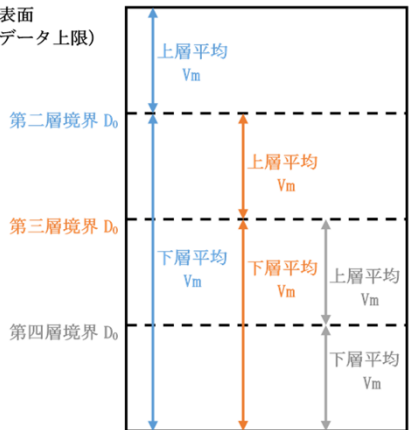 表面
データ上限）
上層平均
Vm
第二層境界 D₀
上層平均
Vm
第三層境界 D₀
下層平均
Vm
下層平均
Vm
上層平均
Vm
第四層境界 D₀
下層平均
Vm